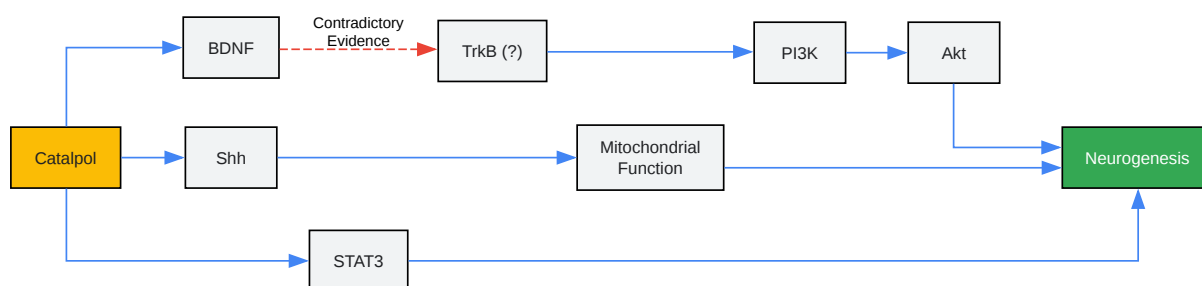 Contradictory
Evidence
BDNF
TrkB (?)
PI3K
Akt
Catalpol
Shh
Mitochondrial
Function
Neurogenesis
STAT3